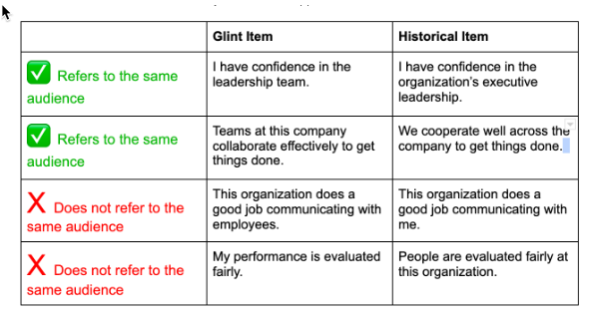 Glint Item
Historical Item
✅ Refers to the same
audience
I have confidence in the
leadership team.
I have confidence in the
organization's executive
leadership.
✅ Refers to the same
audience
Teams at this company
collaborate effectively to get
things done.
We cooperate well across the
company to get things done.
X Does not refer to the
same audience
This organization does a
good job communicating with
employees.
This organization does a
good job communicating with
me.
X Does not refer to the
same audience
My performance is evaluated
fairly.
People are evaluated fairly at
this organization.